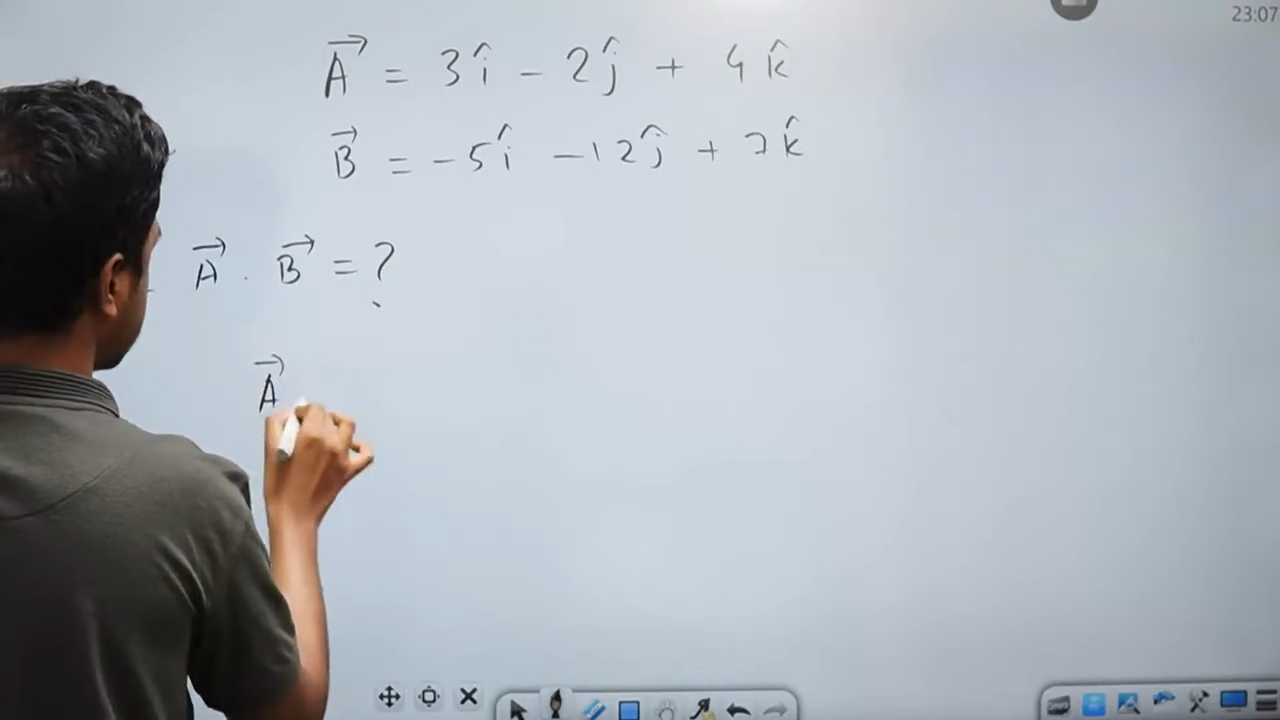 23:07
A⃗ = 3î - 2ĵ + 4k̂
B⃗ = -5î - 12ĵ + 7k̂
A⃗ . B⃗ = ?
A⃗